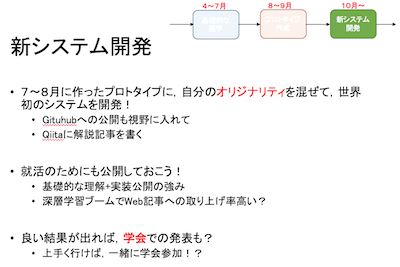 4～7月
8～9月
10月～
基礎的な
座学
プロトタイプ
作成
新システム
開発
新システム開発
• 7～8月に作ったプロトタイプに，自分のオリジナリティを混ぜて，世界
初のシステムを開発！
• Gituhubへの公開も視野に入れて
• Qiitaに解説記事を書く
• 就活のためにも公開しておこう！
• 基礎的な理解+実装公開の強み
• 深層学習ブームでWeb記事への取り上げ率高い？
• 良い結果が出れば，学会での発表も？
• 上手く行けば，一緒に学会参加！？